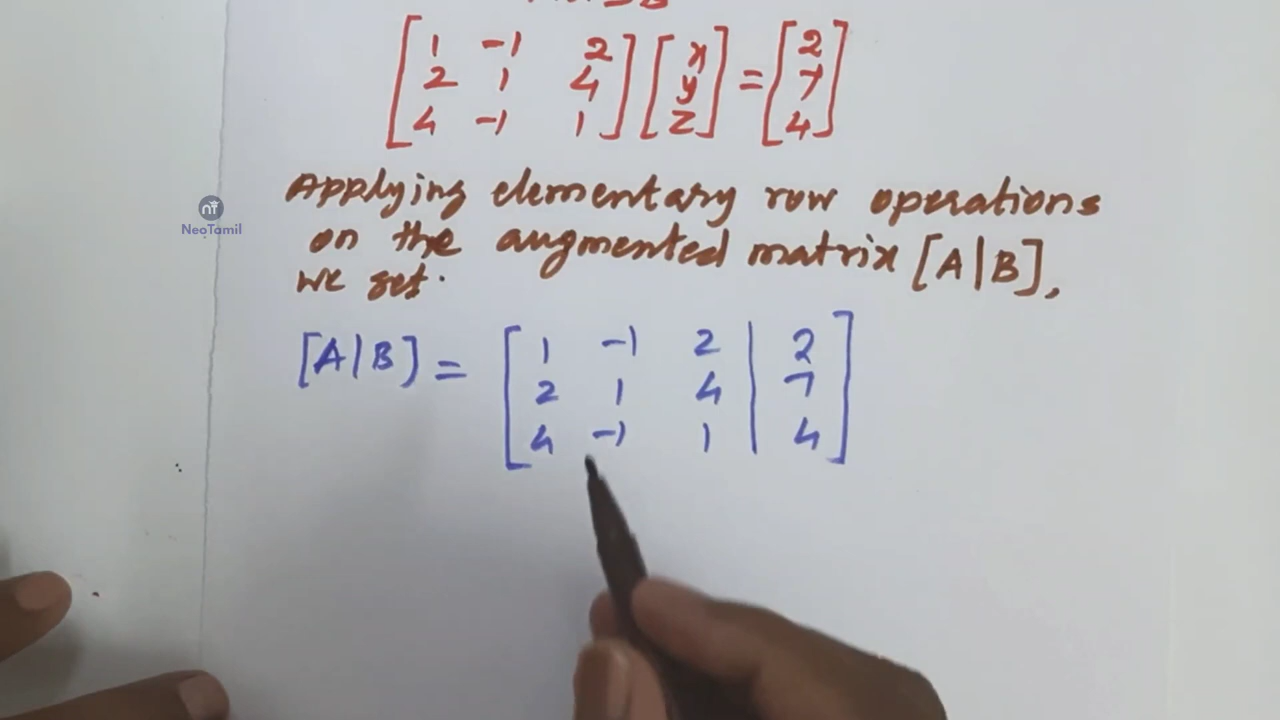 [1 -1 2] [x] = [2]
[2 1 4] [y] [7]
[4 -1 1] [z] [4]
Applying elementary row operations
on the augmented matrix [A|B],
we get.
[A|B] = [1 -1 2 | 2]
2 1 4 | 7
4 -1 1 | 4
nT
NeoTamil